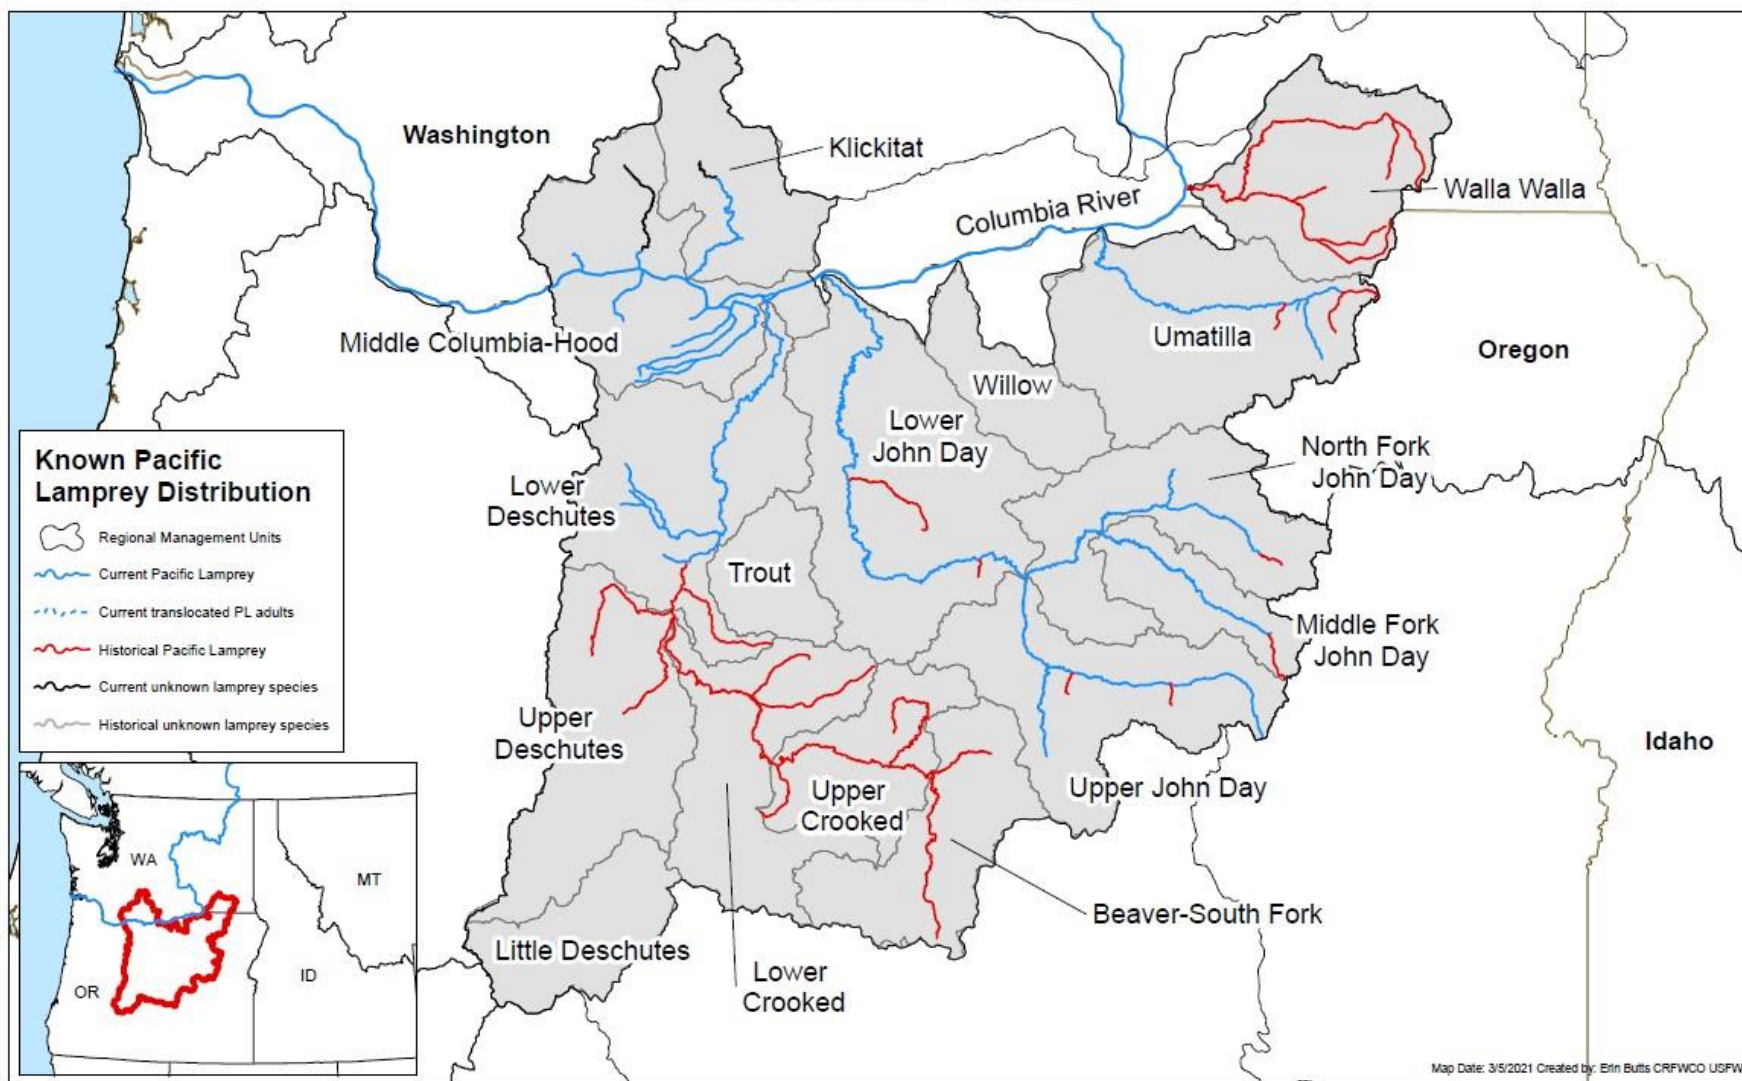 Washington
Klickitat
Walla Walla
Columbia River
Middle Columbia-Hood
Umatilla
Oregon
Willow
Lower
John Day
North Fork
John Day
Known Pacific
Lamprey Distribution
Regional Management Units
Current Pacific Lamprey
Current translocated PL adults
Historical Pacific Lamprey
Current unknown lamprey species
Historical unknown lamprey species
Lower
Deschutes
Trout
Middle Fork
John Day
Upper
Deschutes
Idaho
Upper John Day
Upper
Crooked
Beaver-South Fork
Little Deschutes
Lower
Crooked
WA
MT
OR
ID
Map Date: 3/5/2021 Created by: Erin Butts CRFWCO USFW